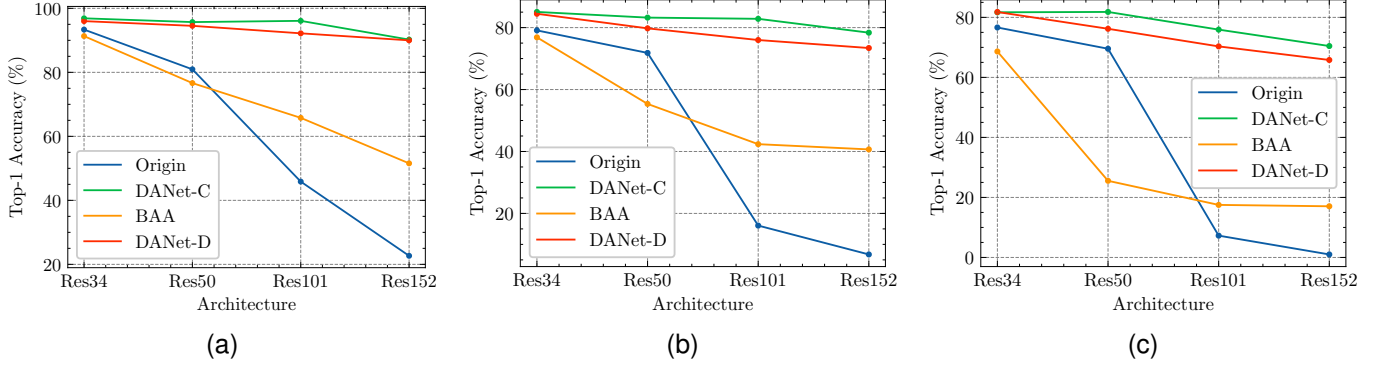 Top-1 Accuracy (%)
100
80
60
40
20
Origin
DANet-C
BAA
DANet-D
Res34 Res50 Res101 Res152
Architecture
(a)
Top-1 Accuracy (%)
80
60
40
20
Origin
DANet-C
BAA
DANet-D
Res34 Res50 Res101 Res152
Architecture
(b)
Top-1 Accuracy (%)
80
60
40
20
0
Origin
DANet-C
BAA
DANet-D
Res34 Res50 Res101 Res152
Architecture
(c)